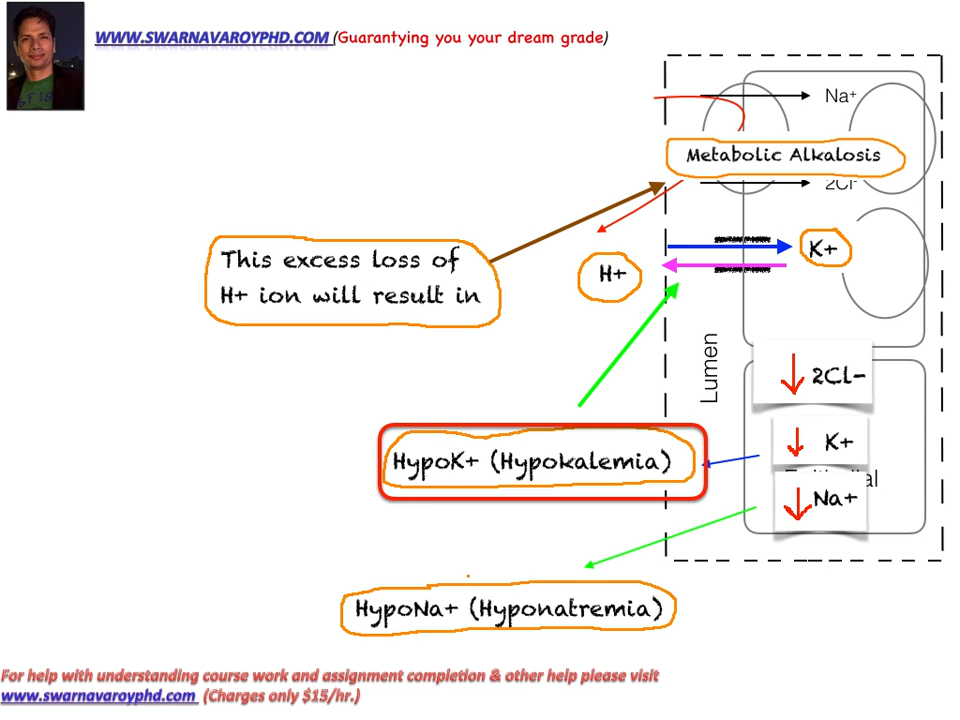 WWW.SWARNAVAROYPHD.COM (Guarantying you your dream grade)
Na+
Metabolic Alkalosis
2Cl-
This excess loss of
H+ ion will result in
H+
K+
Lumen
2Cl-
HypoK+ (Hypokalemia)
K+
Na+
HypoNa+ (Hyponatremia)
For help with understanding course work and assignment completion & other help please visit
www.swarnavaroyphd.com (Charges only $15/hr.)